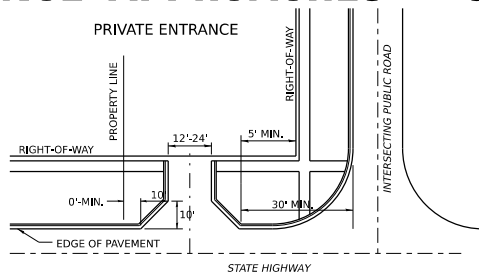 PRIVATE ENTRANCE
PROPERTY LINE
RIGHT-OF-WAY
INTERSECTING PUBLIC ROAD
12'-24'
5' MIN.
RIGHT-OF-WAY
0'-MIN.
10'
10'
30' MIN.
EDGE OF PAVEMENT
STATE HIGHWAY